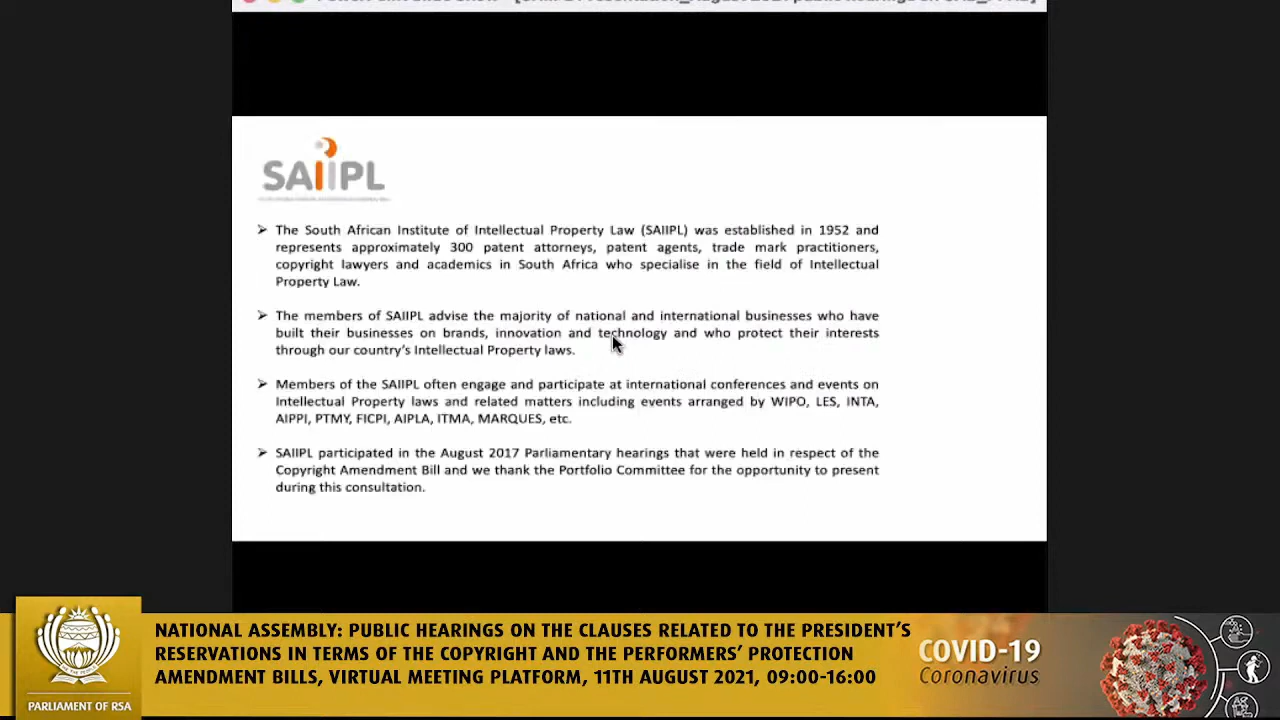 SAIIPL
➢ The South African Institute of Intellectual Property Law (SAIIPL) was established in 1952 and
represents approximately 300 patent attorneys, patent agents, trade mark practitioners,
copyright lawyers and academics in South Africa who specialise in the field of Intellectual
Property Law.
➢ The members of SAIIPL advise the majority of national and international businesses who have
built their businesses on brands, innovation and technology and who protect their interests
through our country's Intellectual Property laws.
➢ Members of the SAIIPL often engage and participate at international conferences and events on
Intellectual Property laws and related matters including events arranged by WIPO, LES, INTA,
AIPPI, PTMY, FICPI, AIPLA, ITMA, MARQUES, etc.
➢ SAIIPL participated in the August 2017 Parliamentary hearings that were held in respect of the
Copyright Amendment Bill and we thank the Portfolio Committee for the opportunity to present
during this consultation.
NATIONAL ASSEMBLY: PUBLIC HEARINGS ON THE CLAUSES RELATED TO THE PRESIDENT'S
RESERVATIONS IN TERMS OF THE COPYRIGHT AND THE PERFORMERS' PROTECTION
AMENDMENT BILLS, VIRTUAL MEETING PLATFORM, 11TH AUGUST 2021, 09:00-16:00
PARLIAMENT OF RSA
COVID-19
Coronavirus